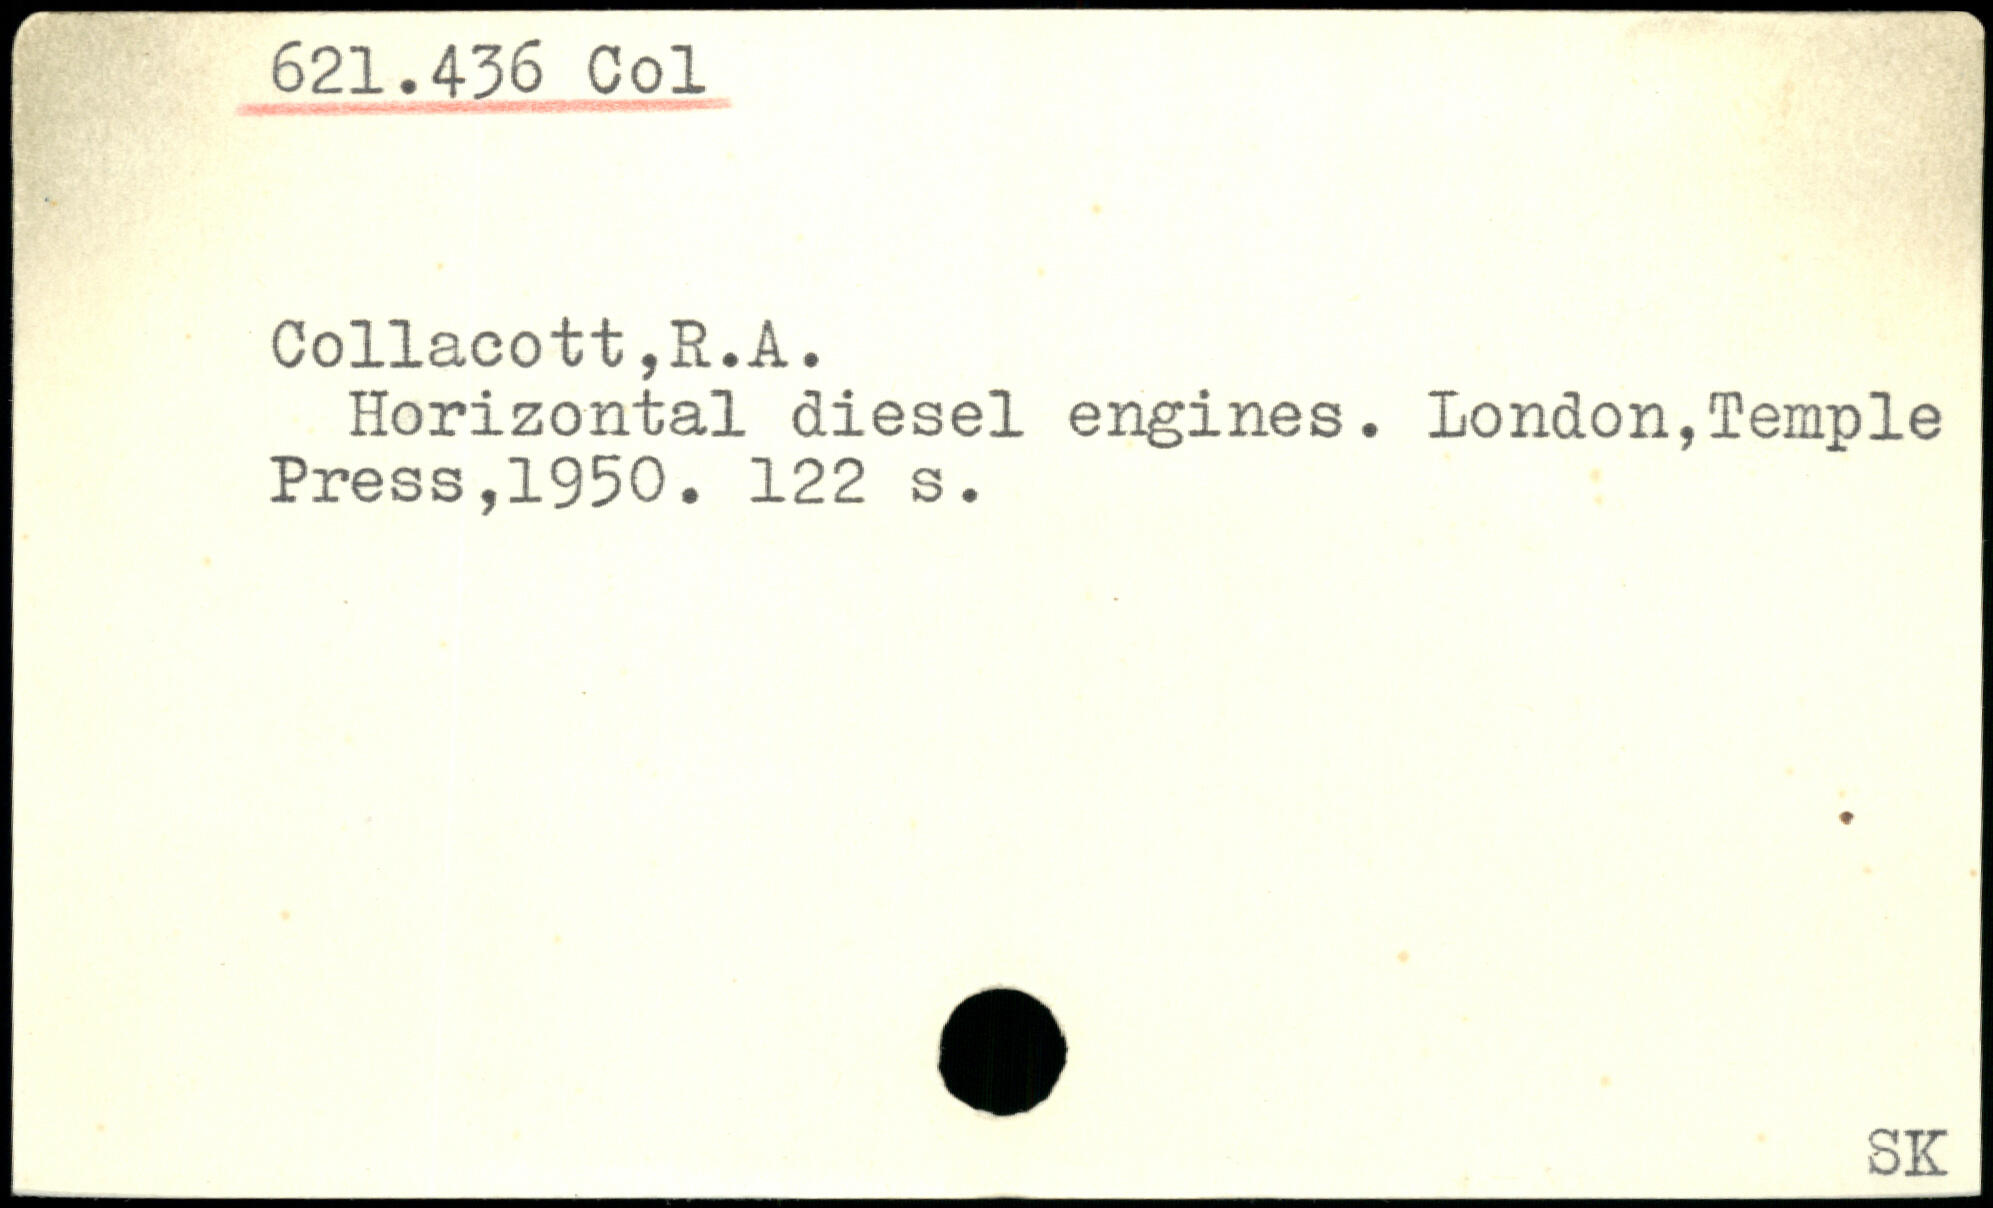 621.436 Col
Collacott,R.A.
Horizontal diesel engines. London,Temple
Press,1950. 122 s.
SK